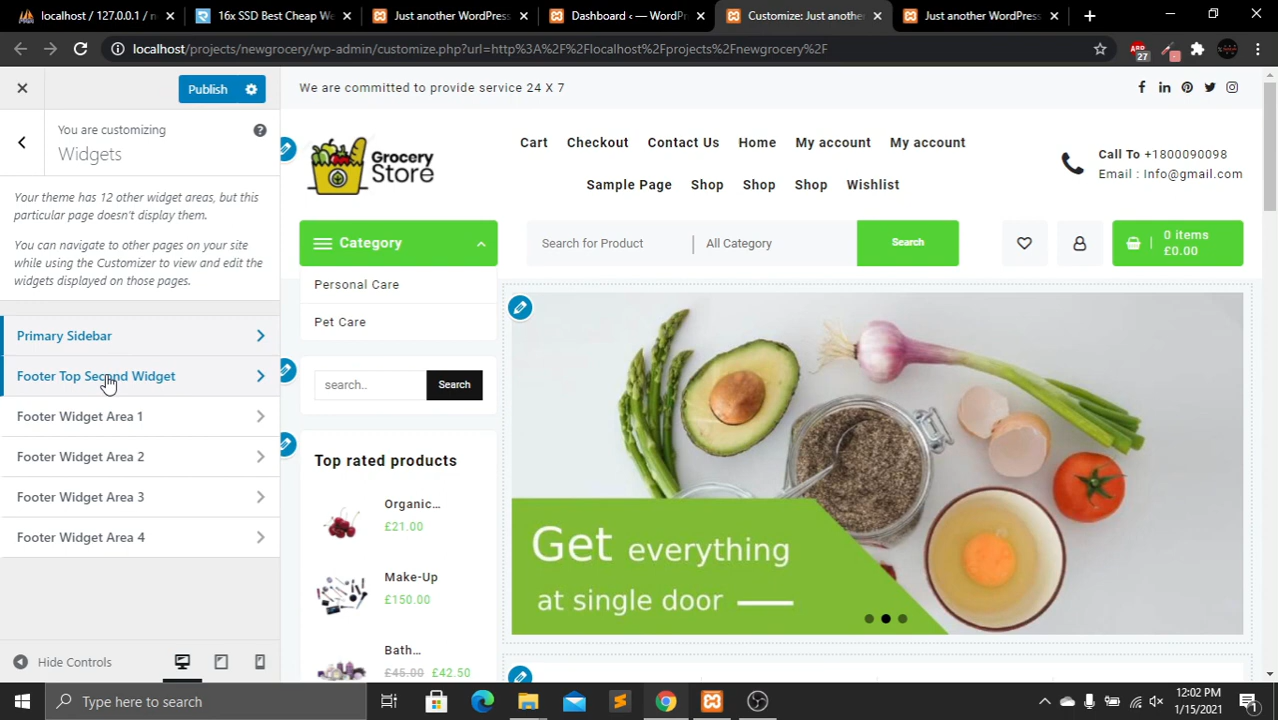 localhost / 127.0.0.1 / n
16x SSD Best Cheap We
Just another WordPress
Dashboard ‹ — WordPr
Customize: Just anothe
Just another WordPress
localhost/projects/newgrocery/wp-admin/customize.php?url=http%3A%2F%2Flocalhost%2Fprojects%2Fnewgrocery%2F
27
Publish
We are committed to provide service 24 X 7
You are customizing
Widgets
Grocery
Store
Cart Checkout Contact Us Home My account My account
Sample Page Shop Shop Shop Wishlist
Call To +1800090098
Email : Info@gmail.com
Your theme has 12 other widget areas, but this
particular page doesn't display them.
You can navigate to other pages on your site
while using the Customizer to view and edit the
widgets displayed on those pages.
Category
Search for Product
All Category
Search
0 items
£0.00
Primary Sidebar
Footer Top Second Widget
Footer Widget Area 1
Footer Widget Area 2
Footer Widget Area 3
Footer Widget Area 4
Personal Care
Pet Care
search..
Search
Top rated products
Organic...
£21.00
Make-Up
£150.00
Bath...
£45.00 £42.50
Get everything
at single door
Hide Controls
Type here to search
12:02 PM
1/15/2021
1